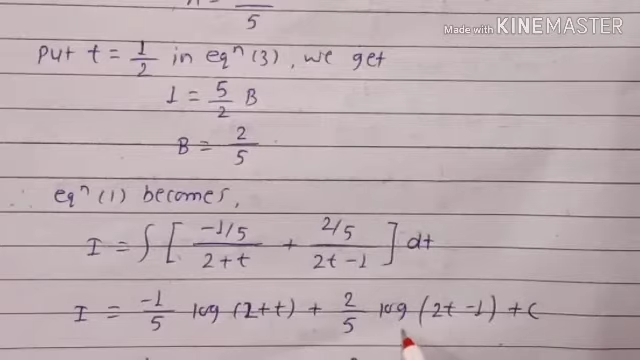 5
Made with KINEMASTER
Put t = 1/2 in eqⁿ (3), we get
1 = 5/2 B
B = 2/5
eqⁿ (1) becomes,
I = ∫ [ (-1/5)/(2+t) + (2/5)/(2t-1) ] dt
I = -1/5 log (2+t) + 2/5 log (2t-1) + C